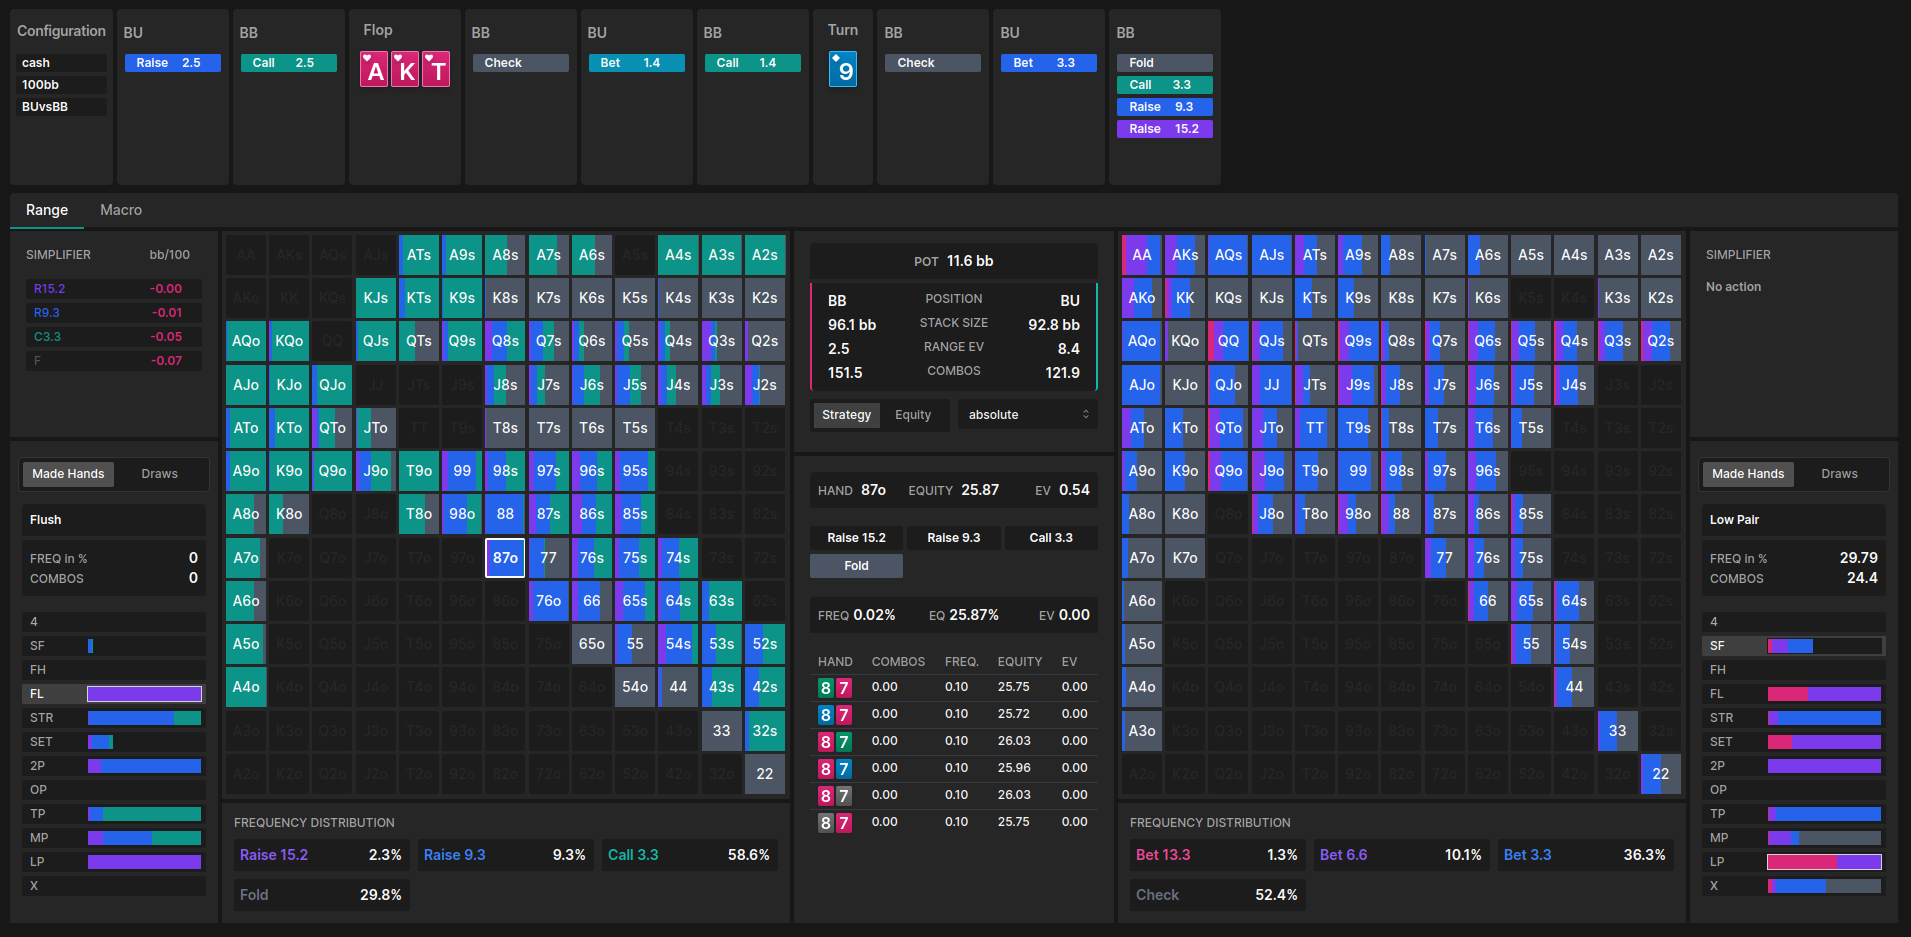 Configuration
cash
100bb
BUvsBB
BU
Raise 2.5
BB
Call 2.5
Flop
A K T
BB
Check
BU
Bet 1.4
BB
Call 1.4
Turn
9
BB
Check
BU
Bet 3.3
BB
Fold
Call 3.3
Raise 9.3
Raise 15.2
Range Macro
SIMPLIFIER bb/100
R15.2 -0.00
R9.3 -0.01
C3.3 -0.05
F -0.07
Made Hands Draws
Flush
FREQ in % 0
COMBOS 0
4
SF
FH
FL
STR
SET
2P
OP
TP
MP
LP
X
AA AKs AQs AJs ATs A9s A8s A7s A6s A5s A4s A3s A2s
AKo KK KQs KJs KTs K9s K8s K7s K6s K5s K4s K3s K2s
AQo KQo QQ QJs QTs Q9s Q8s Q7s Q6s Q5s Q4s Q3s Q2s
AJo KJo QJo JJ JTs J9s J8s J7s J6s J5s J4s J3s J2s
ATo KTo QTo JTo TT T9s T8s T7s T6s T5s T4s T3s T2s
A9o K9o Q9o J9o T9o 99 98s 97s 96s 95s 94s 93s 92s
A8o K8o Q8o J8o T8o 98o 88 87s 86s 85s 84s 83s 82s
A7o K7o Q7o J7o T7o 97o 87o 77 76s 75s 74s 73s 72s
A6o K6o Q6o J6o T6o 96o 86o 76o 66 65s 64s 63s 62s
A5o K5o Q5o J5o T5o 95o 85o 75o 65o 55 54s 53s 52s
A4o K4o Q4o J4o T4o 94o 84o 74o 64o 54o 44 43s 42s
A3o K3o Q3o J3o T3o 93o 83o 73o 63o 53o 43o 33 32s
A2o K2o Q2o J2o T2o 92o 82o 72o 62o 52o 42o 32o 22
FREQUENCY DISTRIBUTION
Raise 15.2 2.3%
Raise 9.3 9.3%
Call 3.3 58.6%
Fold 29.8%
POT 11.6 bb
BB POSITION BU
96.1 bb STACK SIZE 92.8 bb
2.5 RANGE EV 8.4
151.5 COMBOS 121.9
Strategy Equity absolute
HAND 87o EQUITY 25.87 EV 0.54
Raise 15.2 Raise 9.3 Call 3.3
Fold
FREQ 0.02% EQ 25.87% EV 0.00
HAND COMBOS FREQ. EQUITY EV
8 7 0.00 0.10 25.75 0.00
8 7 0.00 0.10 25.72 0.00
8 7 0.00 0.10 26.03 0.00
8 7 0.00 0.10 25.96 0.00
8 7 0.00 0.10 26.03 0.00
8 7 0.00 0.10 25.75 0.00
AA AKs AQs AJs ATs A9s A8s A7s A6s A5s A4s A3s A2s
AKo KK KQs KJs KTs K9s K8s K7s K6s K5s K4s K3s K2s
AQo KQo QQ QJs QTs Q9s Q8s Q7s Q6s Q5s Q4s Q3s Q2s
AJo KJo QJo JJ JTs J9s J8s J7s J6s J5s J4s J3s J2s
ATo KTo QTo JTo TT T9s T8s T7s T6s T5s T4s T3s T2s
A9o K9o Q9o J9o T9o 99 98s 97s 96s 95s 94s 93s 92s
A8o K8o Q8o J8o T8o 98o 88 87s 86s 85s 84s 83s 82s
A7o K7o Q7o J7o T7o 97o 87o 77 76s 75s 74s 73s 72s
A6o K6o Q6o J6o T6o 96o 86o 76o 66 65s 64s 63s 62s
A5o K5o Q5o J5o T5o 95o 85o 75o 65o 55 54s 53s 52s
A4o K4o Q4o J4o T4o 94o 84o 74o 64o 54o 44 43s 42s
A3o K3o Q3o J3o T3o 93o 83o 73o 63o 53o 43o 33 32s
A2o K2o Q2o J2o T2o 92o 82o 72o 62o 52o 42o 32o 22
FREQUENCY DISTRIBUTION
Bet 13.3 1.3%
Bet 6.6 10.1%
Bet 3.3 36.3%
Check 52.4%
SIMPLIFIER
No action
Made Hands Draws
Low Pair
FREQ in % 29.79
COMBOS 24.4
4
SF
FH
FL
STR
SET
2P
OP
TP
MP
LP
X